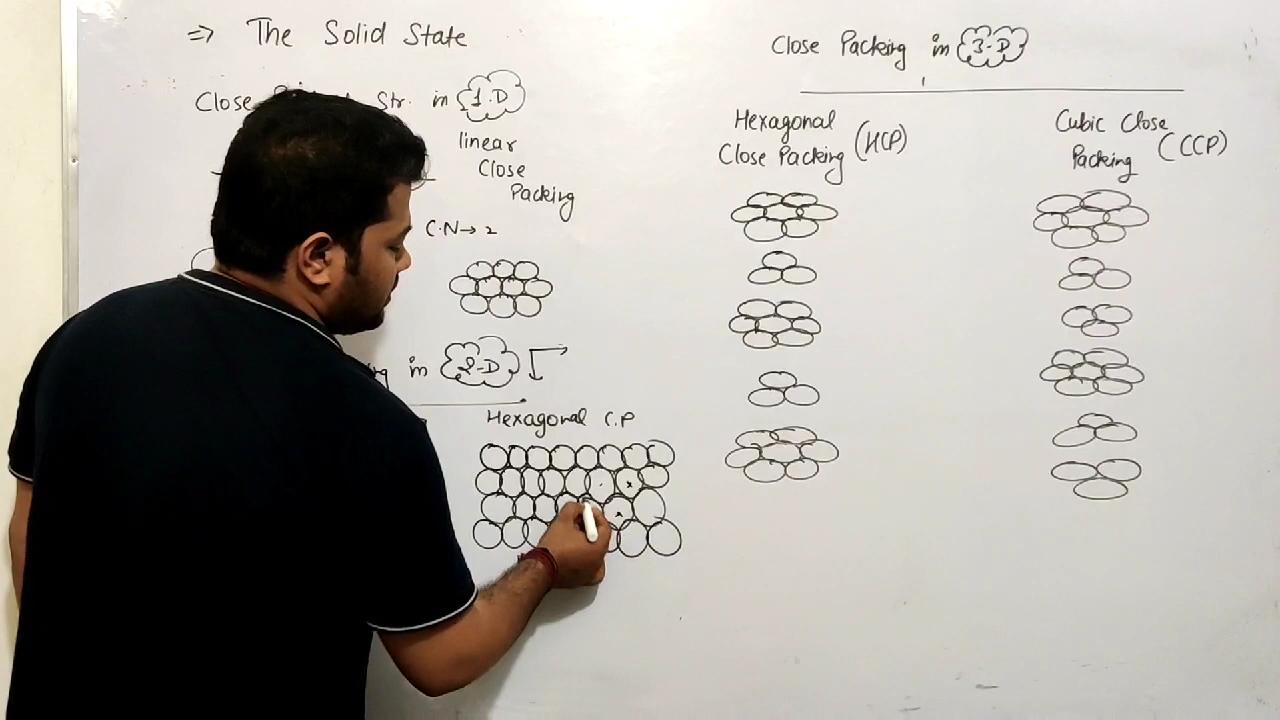 ⇒ The Solid State
Close Str. in 1.D
linear
Close
Packing
C.N → 2
in 2-D
Hexagonal C.P
Close Packing in 3-D
Hexagonal
Close Packing (HCP)
Cubic Close
Packing (CCP)